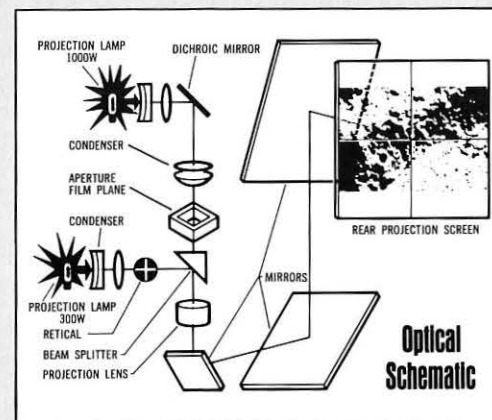 PROJECTION LAMP
1000W
DICHROIC MIRROR
CONDENSER
APERTURE
FILM PLANE
CONDENSER
REAR PROJECTION SCREEN
MIRRORS
PROJECTION LAMP
300W
RETICAL
BEAM SPLITTER
PROJECTION LENS
Optical
Schematic